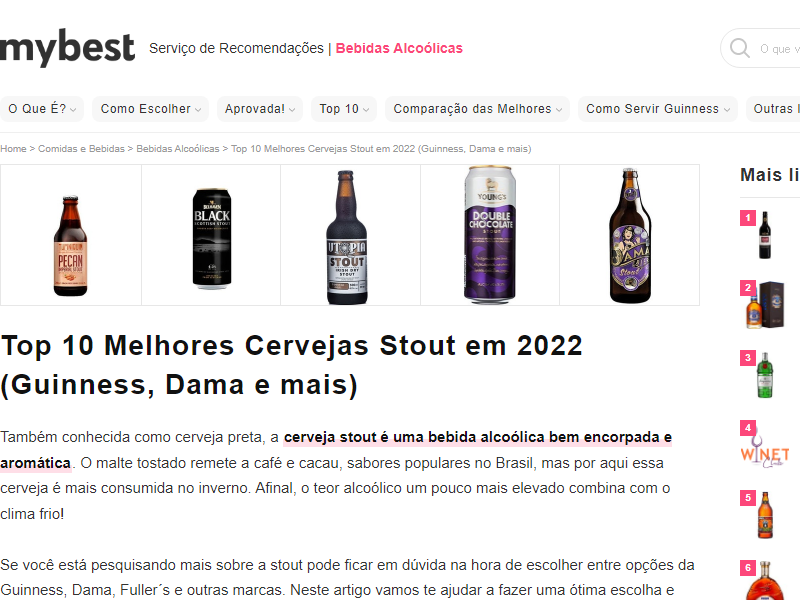 mybest Serviço de Recomendações | Bebidas Alcoólicas
O que v
O Que É? Como Escolher Aprovada! Top 10 Comparação das Melhores Como Servir Guinness Outras l
Home > Comidas e Bebidas > Bebidas Alcoólicas > Top 10 Melhores Cervejas Stout em 2022 (Guinness, Dama e mais)
Mais li
PECAN
IMPERIAL STOUT
BELHAVEN
BLACK
SCOTTISH STOUT
UTOPIA
STOUT
IRISH DRY
STOUT
YOUNG'S
DOUBLE
CHOCOLATE
STOUT
DAMA
Stout
1
2
3
4
WINET
Club
5
6
Top 10 Melhores Cervejas Stout em 2022
(Guinness, Dama e mais)
Também conhecida como cerveja preta, a cerveja stout é uma bebida alcoólica bem encorpada e
aromática. O malte tostado remete a café e cacau, sabores populares no Brasil, mas por aqui essa
cerveja é mais consumida no inverno. Afinal, o teor alcoólico um pouco mais elevado combina com o
clima frio!
Se você está pesquisando mais sobre a stout pode ficar em dúvida na hora de escolher entre opções da
Guinness, Dama, Fuller´s e outras marcas. Neste artigo vamos te ajudar a fazer uma ótima escolha e